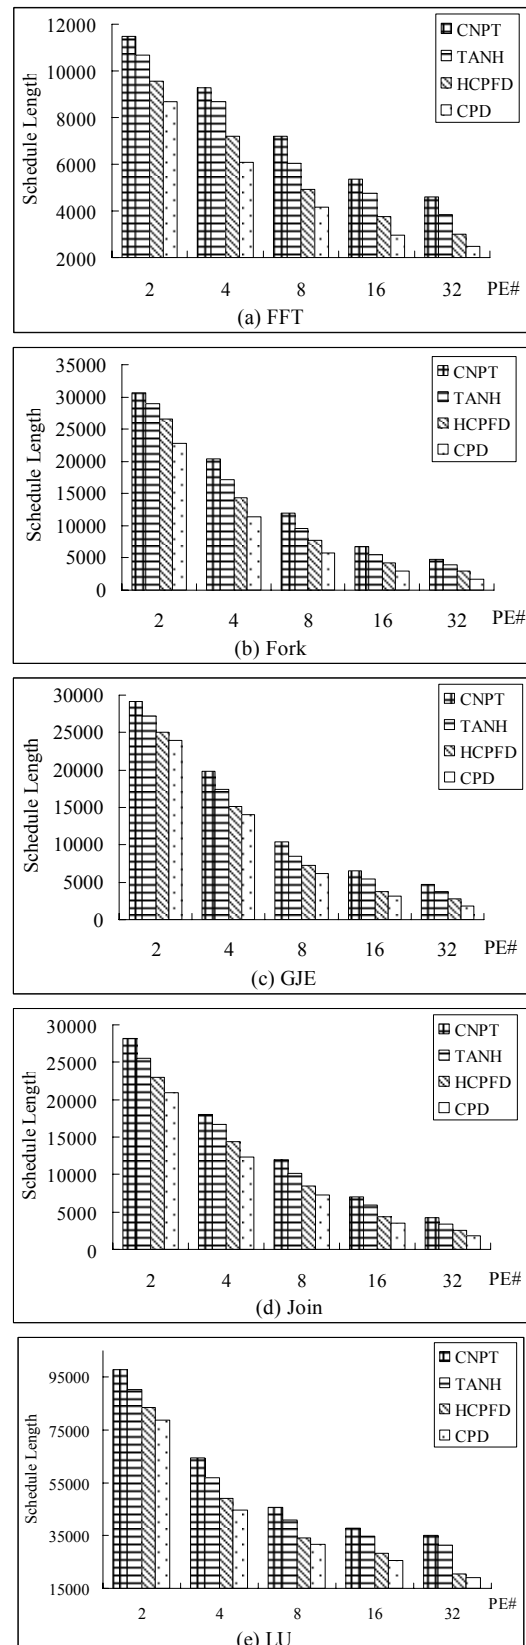 12000
10000
8000
6000
4000
2000
Schedule Length
CNPT
TANH
HCPFD
CPD
2 4 8 16 32 PE#
(a) FFT
35000
30000
25000
20000
15000
10000
5000
0
Schedule Length
CNPT
TANH
HCPFD
CPD
2 4 8 16 32 PE#
(b) Fork
30000
25000
20000
15000
10000
5000
0
Schedule Length
CNPT
TANH
HCPFD
CPD
2 4 8 16 32 PE#
(c) GJE
30000
25000
20000
15000
10000
5000
0
Schedule Length
CNPT
TANH
HCPFD
CPD
2 4 8 16 32 PE#
(d) Join
95000
75000
55000
35000
15000
Schedule Length
CNPT
TANH
HCPFD
CPD
2 4 8 16 32 PE#
(e) LU